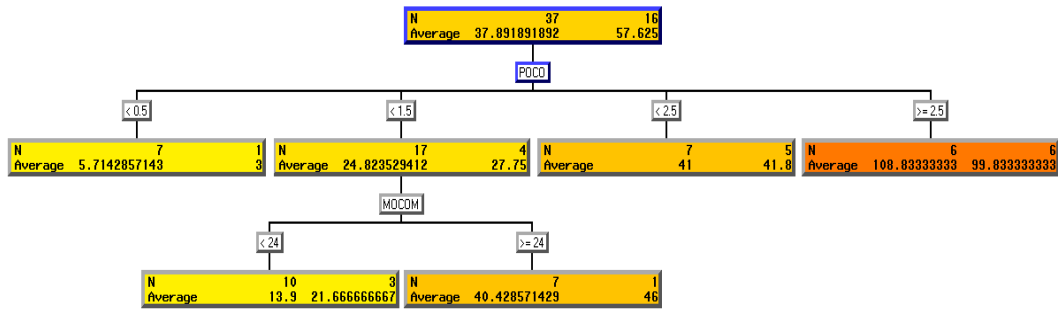 N 37 16
Average 37.891891892 57.625
POCO
< 0.5 < 1.5 < 2.5 >= 2.5
N 7 1
Average 5.7142857143 3
N 17 4
Average 24.823529412 27.75
N 7 5
Average 41 41.8
N 6 6
Average 108.83333333 99.833333333
MOCOM
< 24 >= 24
N 10 3
Average 13.9 21.666666667
N 7 1
Average 40.428571429 46